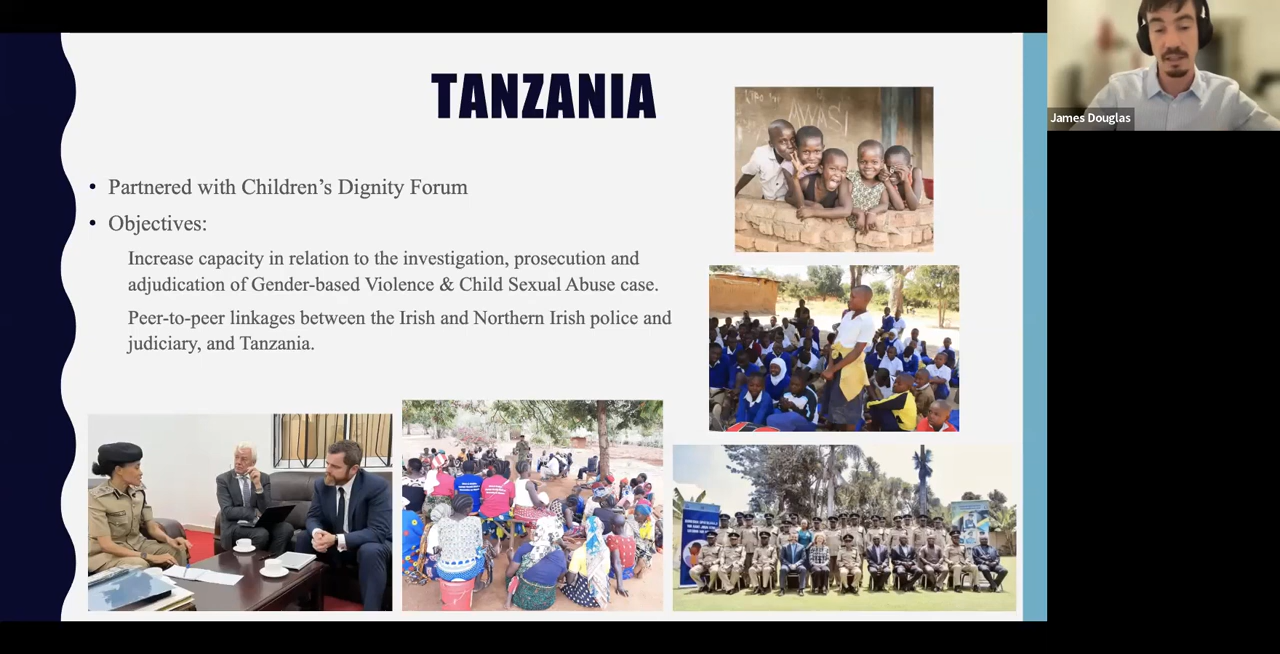 TANZANIA
• Partnered with Children’s Dignity Forum
• Objectives:
Increase capacity in relation to the investigation, prosecution and
adjudication of Gender-based Violence & Child Sexual Abuse case.
Peer-to-peer linkages between the Irish and Northern Irish police and
judiciary, and Tanzania.
AWASI
James Douglas